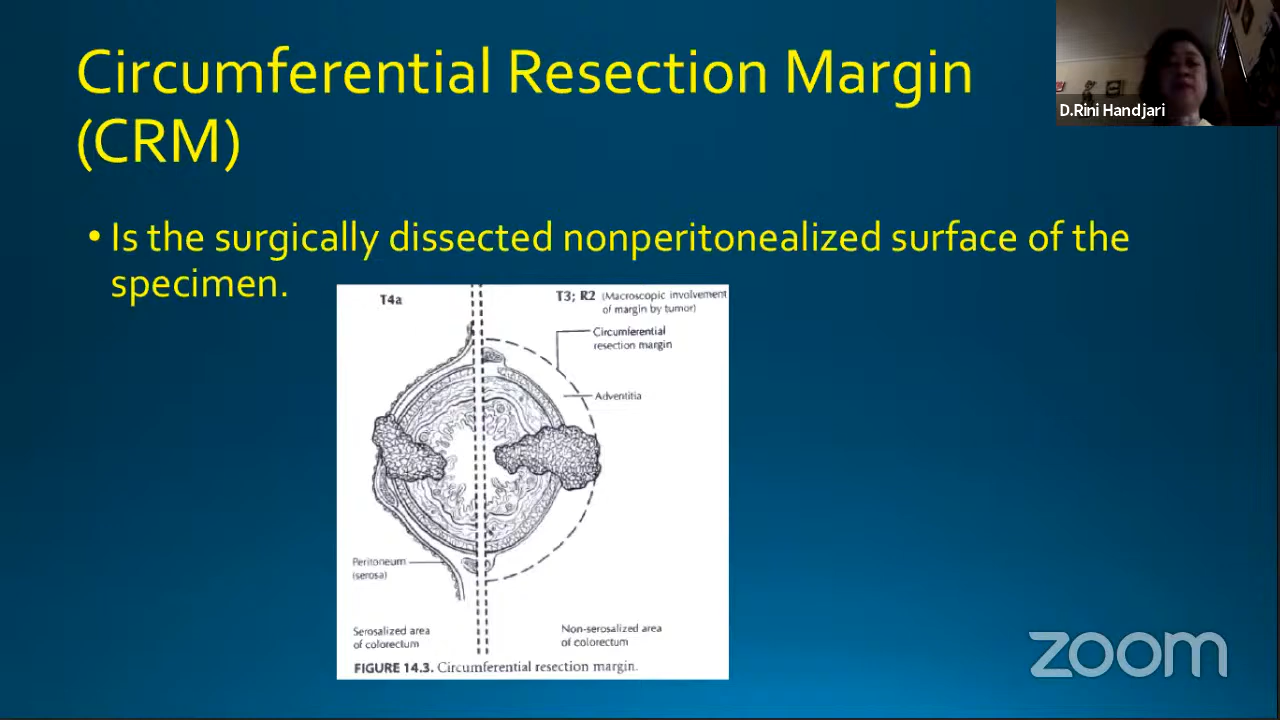 Circumferential Resection Margin
(CRM)
D.Rini Handjari
• Is the surgically dissected nonperitonealized surface of the
specimen.
T4a
T3; R2 (Macroscopic involvement
of margin by tumor)
Circumferential
resection margin
Adventitia
Peritoneum
(serosa)
Serosalized area
of colorectum
Non-serosalized area
of colorectum
FIGURE 14.3. Circumferential resection margin.
zoom